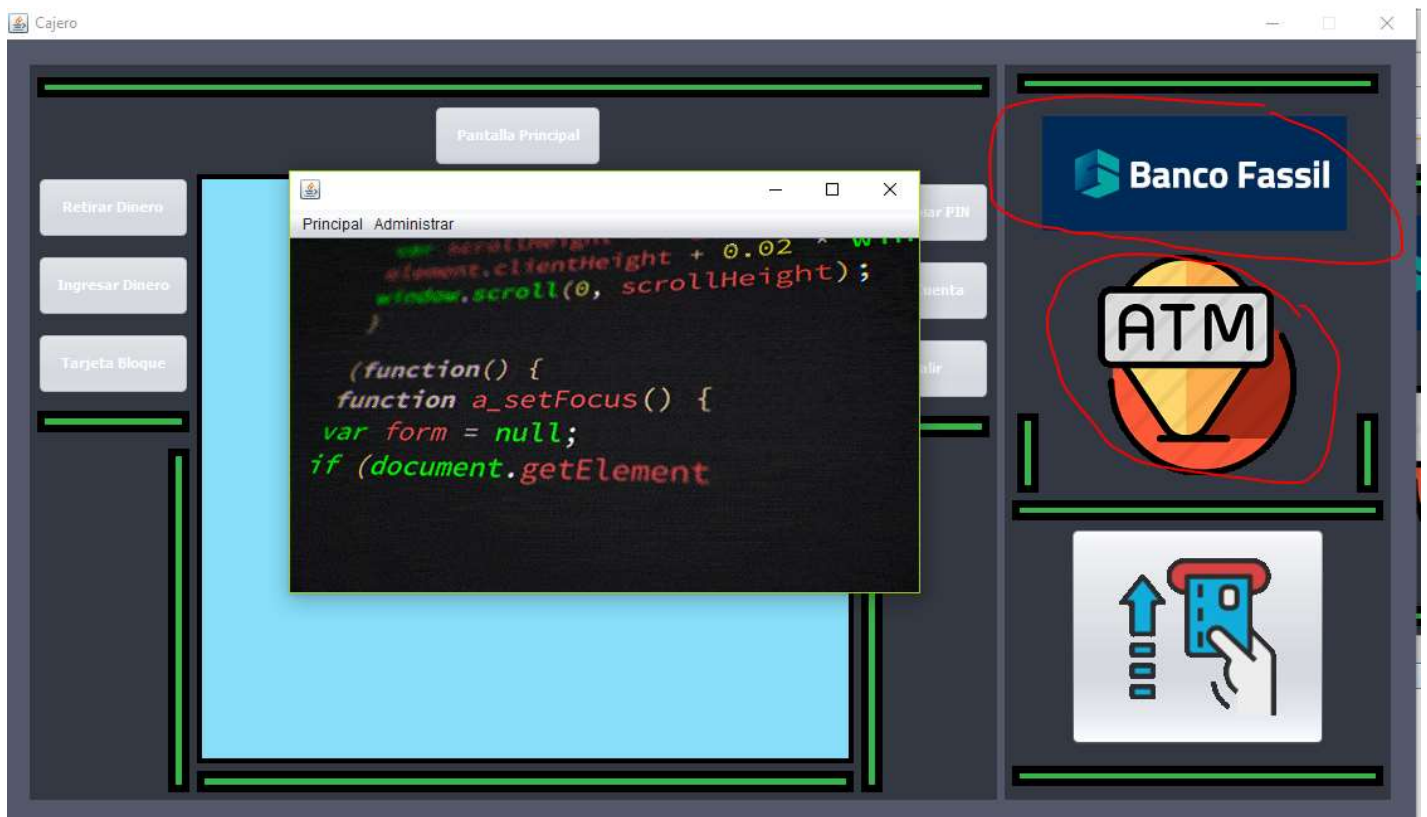 Cajero
Pantalla Principal
Retirar Dinero
Ingresar Dinero
Tarjeta Bloque
Principal Administrar
element.clientHeight + 0.02 *
window.scroll(0, scrollHeight);
}
(function() {
function a_setFocus() {
var form = null;
if (document.getElement
PIN
Banco Fassil
ATM